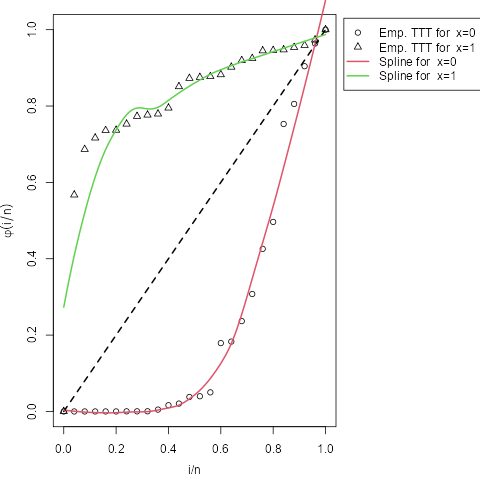 Emp. TTT for x=0
Emp. TTT for x=1
Spline for x=0
Spline for x=1
φ(i/n)
1.0
0.8
0.6
0.4
0.2
0.0
0.0 0.2 0.4 0.6 0.8 1.0
i/n